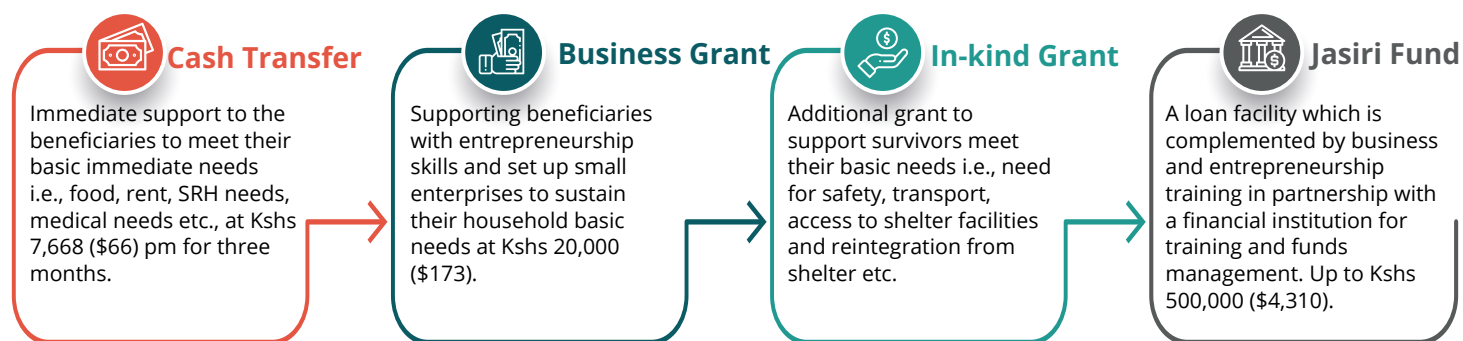 Cash Transfer
Immediate support to the
beneficiaries to meet their
basic immediate needs
i.e., food, rent, SRH needs,
medical needs etc., at Kshs
7,668 ($66) pm for three
months.
Business Grant
Supporting beneficiaries
with entrepreneurship
skills and set up small
enterprises to sustain
their household basic
needs at Kshs 20,000
($173).
In-kind Grant
Additional grant to
support survivors meet
their basic needs i.e., need
for safety, transport,
access to shelter facilities
and reintegration from
shelter etc.
Jasiri Fund
A loan facility which is
complemented by business
and entrepreneurship
training in partnership with
a financial institution for
training and funds
management. Up to Kshs
500,000 ($4,310).